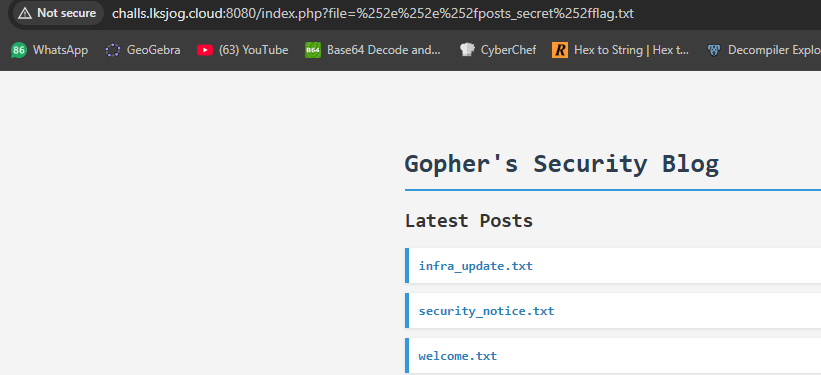 Not secure challs.lksjog.cloud:8080/index.php?file=%252e%252e%252fposts_secret%252fflag.txt
86 WhatsApp GeoGebra (63) YouTube B64 Base64 Decode and... CyberChef R Hex to String | Hex t... Decompiler Explo
Gopher's Security Blog
Latest Posts
infra_update.txt
security_notice.txt
welcome.txt